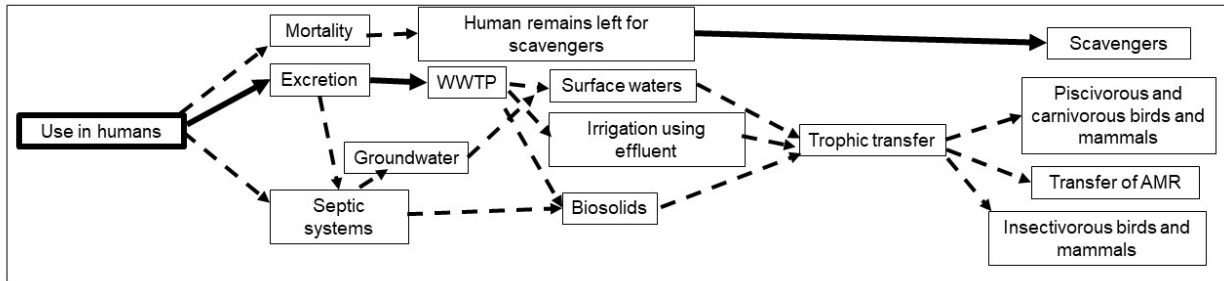 Mortality
Human remains left for
scavengers
Scavengers
Excretion
WWTP
Surface waters
Piscivorous and
carnivorous birds and
mammals
Use in humans
Irrigation using
effluent
Trophic transfer
Groundwater
Transfer of AMR
Septic
systems
Biosolids
Insectivorous birds and
mammals